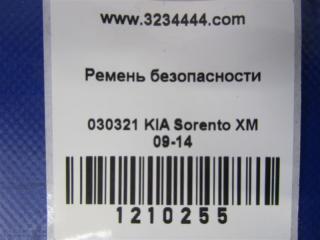 www.3234444.com
Ремень безопасности
030321 KIA Sorento XM
09-14
1210255